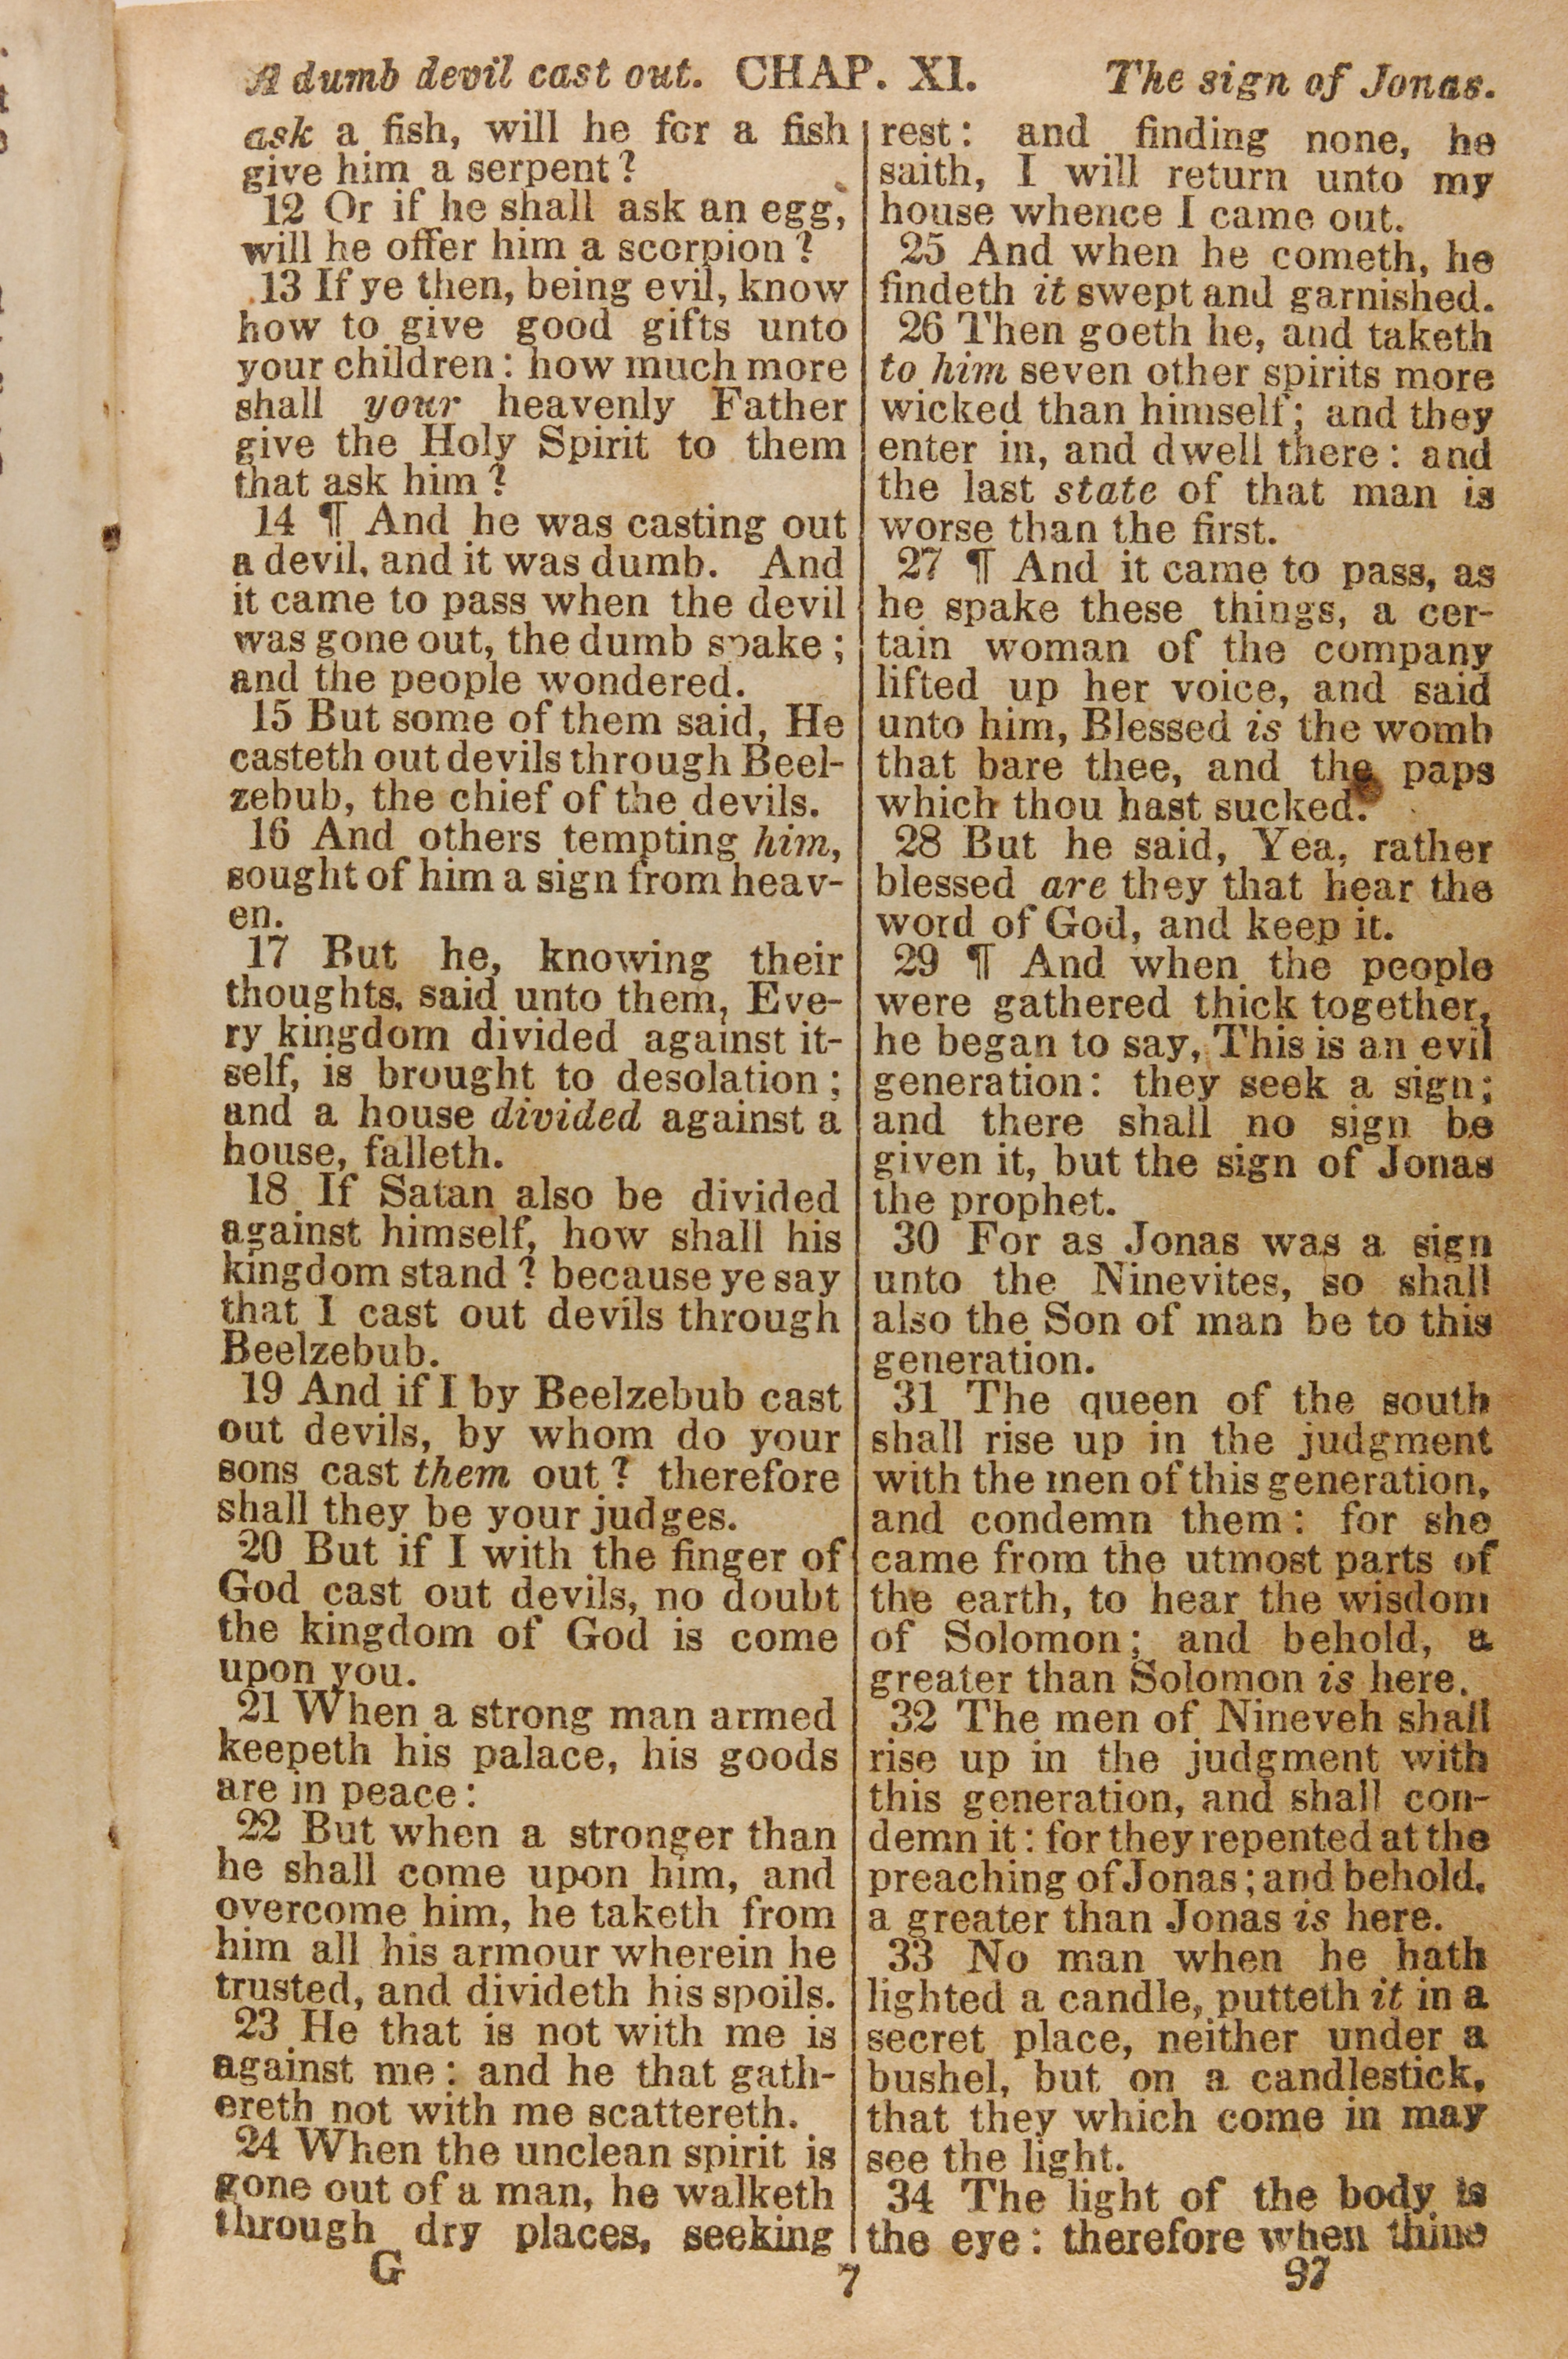 A dumb devil cast out. CHAP. XI. The sign of Jonas.
ask a fish, will he for a fish
give him a serpent?
12 Or if he shall ask an egg,
will he offer him a scorpion?
13 If ye then, being evil, know
how to give good gifts unto
your children: how much more
shall your heavenly Father
give the Holy Spirit to them
that ask him?
14 ¶ And he was casting out
a devil, and it was dumb. And
it came to pass when the devil
was gone out, the dumb spake;
and the people wondered.
15 But some of them said, He
casteth out devils through Beel-
zebub, the chief of the devils.
16 And others tempting him,
sought of him a sign from heav-
en.
17 But he, knowing their
thoughts, said unto them, Eve-
ry kingdom divided against it-
self, is brought to desolation;
and a house divided against a
house, falleth.
18 If Satan also be divided
against himself, how shall his
kingdom stand? because ye say
that I cast out devils through
Beelzebub.
19 And if I by Beelzebub cast
out devils, by whom do your
sons cast them out? therefore
shall they be your judges.
20 But if I with the finger of
God cast out devils, no doubt
the kingdom of God is come
upon you.
21 When a strong man armed
keepeth his palace, his goods
are in peace:
22 But when a stronger than
he shall come upon him, and
overcome him, he taketh from
him all his armour wherein he
trusted, and divideth his spoils.
23 He that is not with me is
against me: and he that gath-
ereth not with me scattereth.
24 When the unclean spirit is
gone out of a man, he walketh
through dry places, seeking
rest: and finding none, he
saith, I will return unto my
house whence I came out.
25 And when he cometh, he
findeth it swept and garnished.
26 Then goeth he, and taketh
to him seven other spirits more
wicked than himself; and they
enter in, and dwell there: and
the last state of that man is
worse than the first.
27 ¶ And it came to pass, as
he spake these things, a cer-
tain woman of the company
lifted up her voice, and said
unto him, Blessed is the womb
that bare thee, and the paps
which thou hast sucked.
28 But he said, Yea, rather
blessed are they that hear the
word of God, and keep it.
29 ¶ And when the people
were gathered thick together,
he began to say, This is an evil
generation: they seek a sign;
and there shall no sign be
given it, but the sign of Jonas
the prophet.
30 For as Jonas was a sign
unto the Ninevites, so shall
also the Son of man be to this
generation.
31 The queen of the south
shall rise up in the judgment
with the men of this generation,
and condemn them: for she
came from the utmost parts of
the earth, to hear the wisdom
of Solomon; and behold, a
greater than Solomon is here.
32 The men of Nineveh shall
rise up in the judgment with
this generation, and shall con-
demn it: for they repented at the
preaching of Jonas; and behold,
a greater than Jonas is here.
33 No man when he hath
lighted a candle, putteth it in a
secret place, neither under a
bushel, but on a candlestick,
that they which come in may
see the light.
34 The light of the body is
the eye: therefore when thine
G 7 97